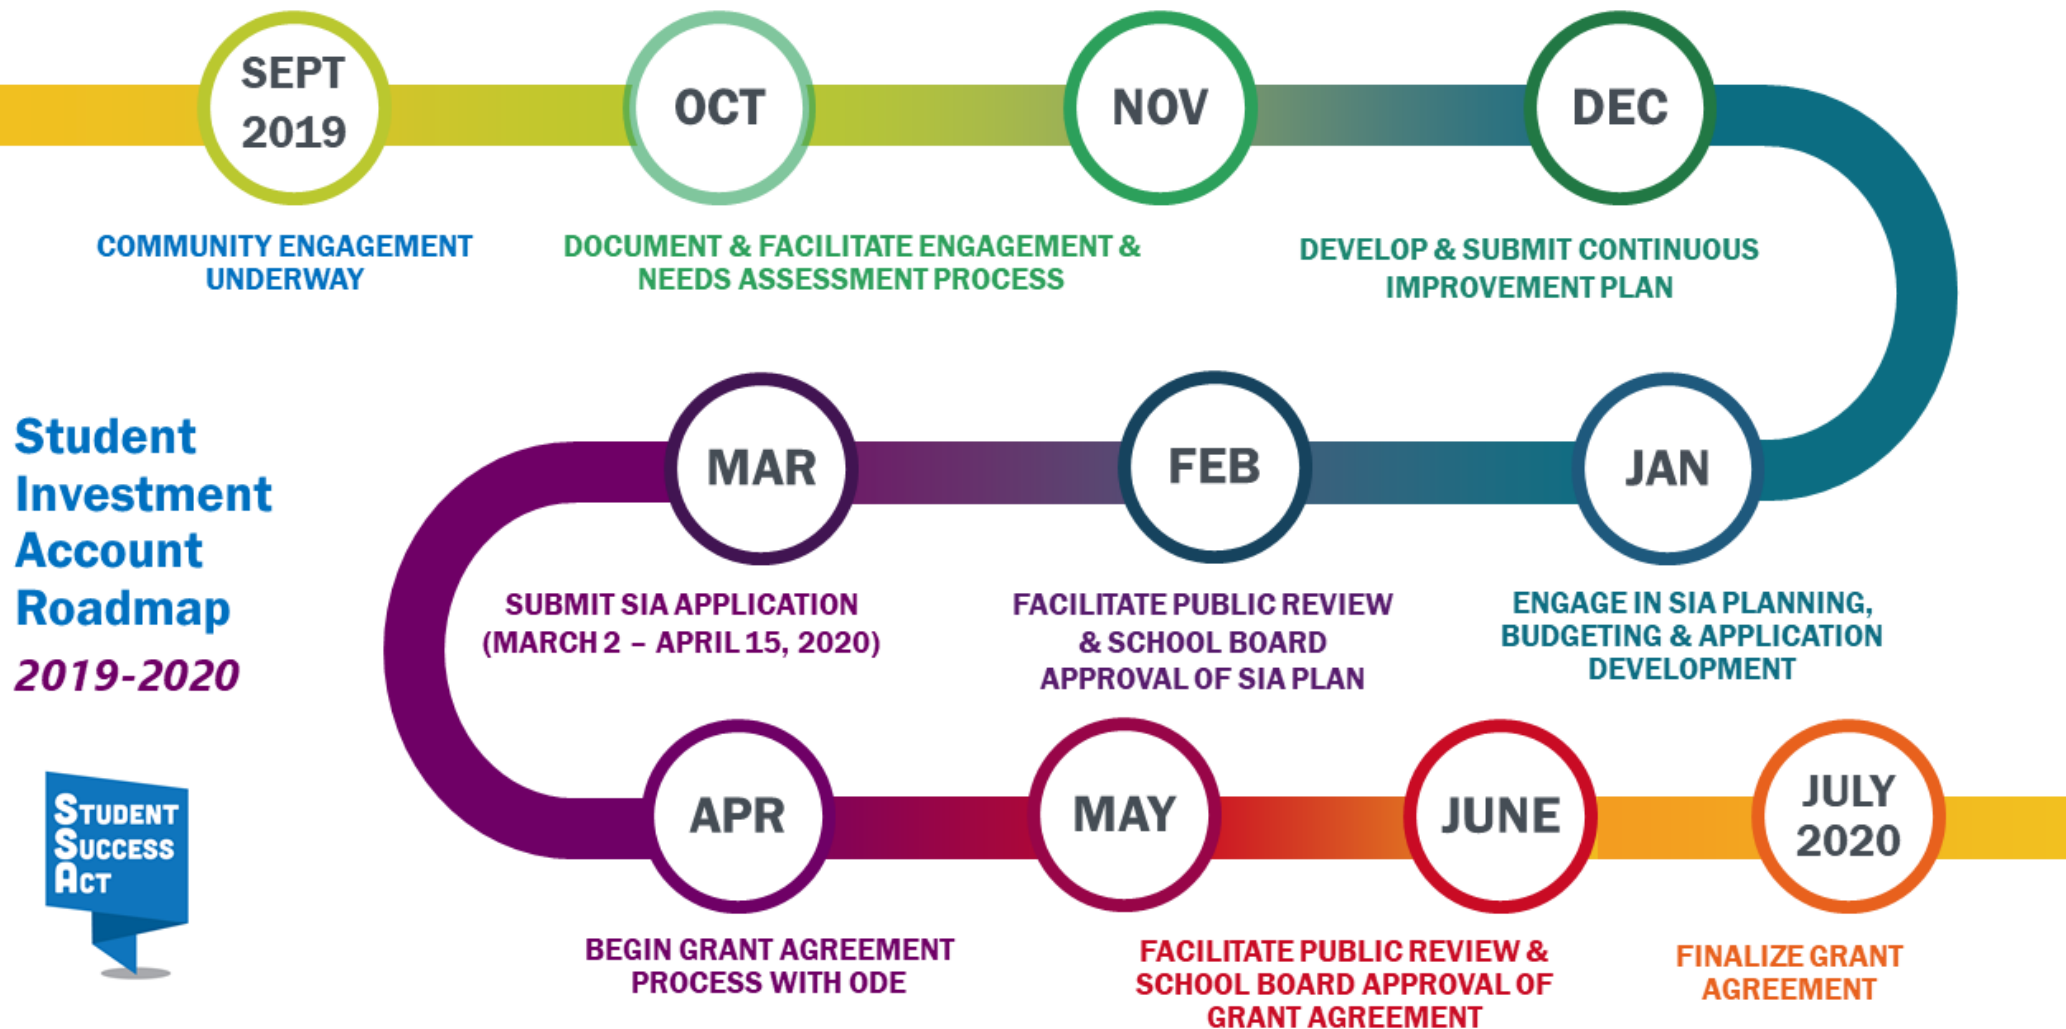 SEPT
2019
OCT
NOV
DEC
COMMUNITY ENGAGEMENT
UNDERWAY
DOCUMENT & FACILITATE ENGAGEMENT &
NEEDS ASSESSMENT PROCESS
DEVELOP & SUBMIT CONTINUOUS
IMPROVEMENT PLAN
Student
Investment
Account
Roadmap
2019-2020
MAR
FEB
JAN
SUBMIT SIA APPLICATION
(MARCH 2 – APRIL 15, 2020)
FACILITATE PUBLIC REVIEW
& SCHOOL BOARD
APPROVAL OF SIA PLAN
ENGAGE IN SIA PLANNING,
BUDGETING & APPLICATION
DEVELOPMENT
STUDENT
SUCCESS
ACT
APR
MAY
JUNE
JULY
2020
BEGIN GRANT AGREEMENT
PROCESS WITH ODE
FACILITATE PUBLIC REVIEW &
SCHOOL BOARD APPROVAL OF
GRANT AGREEMENT
FINALIZE GRANT
AGREEMENT